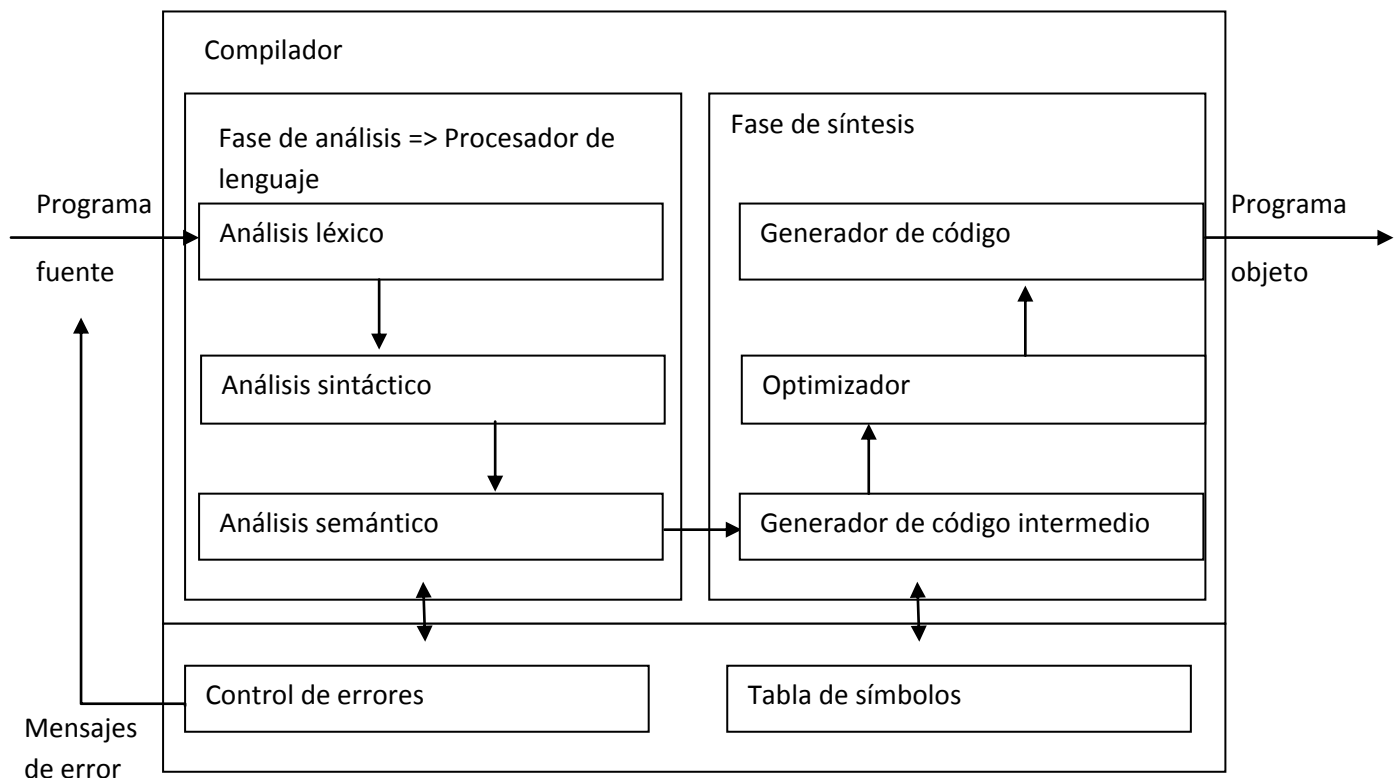 Compilador
Fase de análisis => Procesador de
lenguaje
Fase de síntesis
Programa
fuente
Análisis léxico
Generador de código
Programa
objeto
Análisis sintáctico
Optimizador
Análisis semántico
Generador de código intermedio
Control de errores
Tabla de símbolos
Mensajes
de error